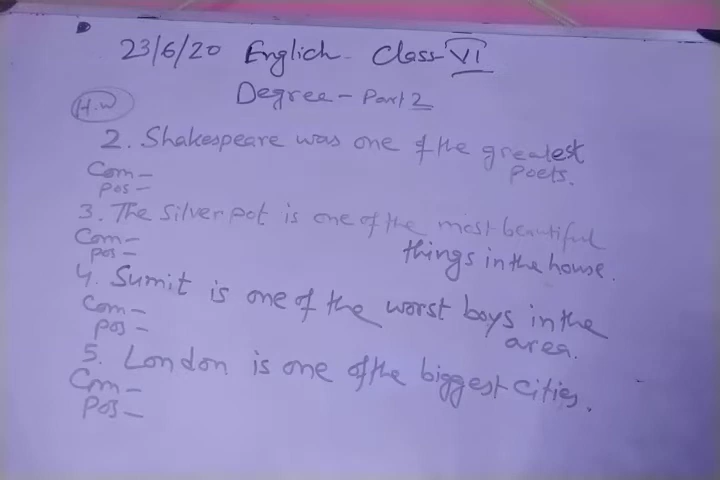 23/6/20 English. Class-VI
Degree - Part 2
H.W
2. Shakespeare was one of the greatest
poets.
Com-
Pos-
3. The silver pot is one of the most beautiful
things in the house.
Com-
Pos-
4. Sumit is one of the worst boys in the
area.
Com-
Pos-
5. London is one of the biggest cities.
Com-
Pos-